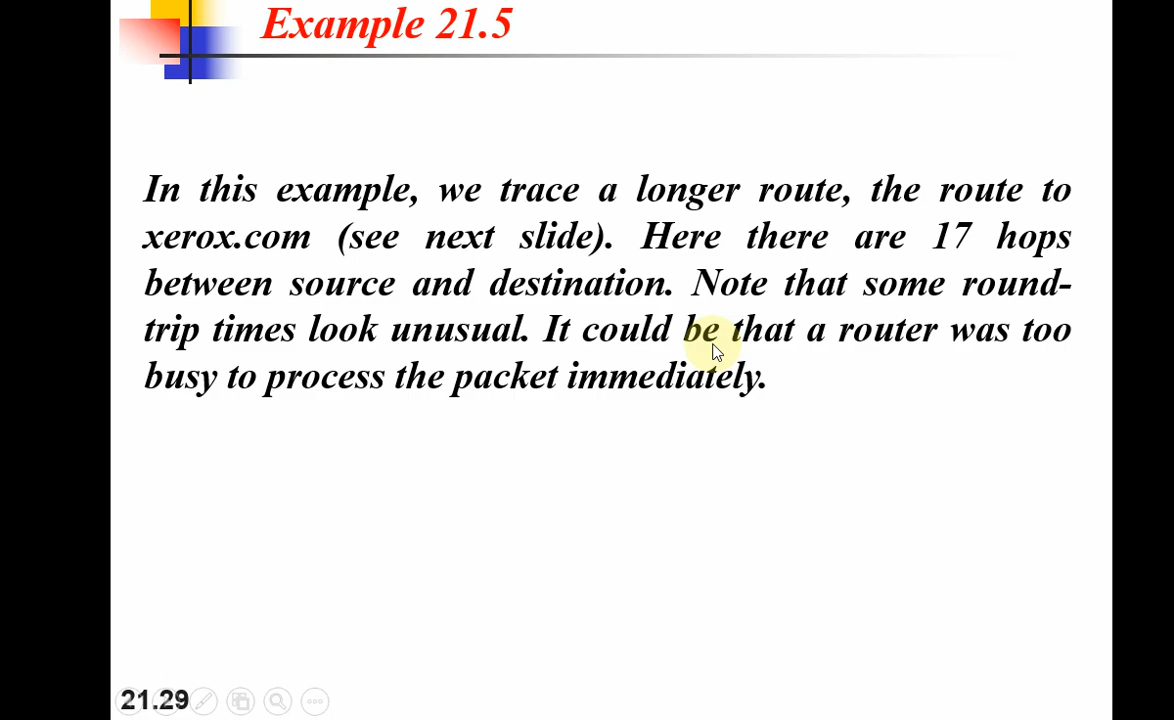 Example 21.5
In this example, we trace a longer route, the route to
xerox.com (see next slide). Here there are 17 hops
between source and destination. Note that some round-
trip times look unusual. It could be that a router was too
busy to process the packet immediately.
21.29